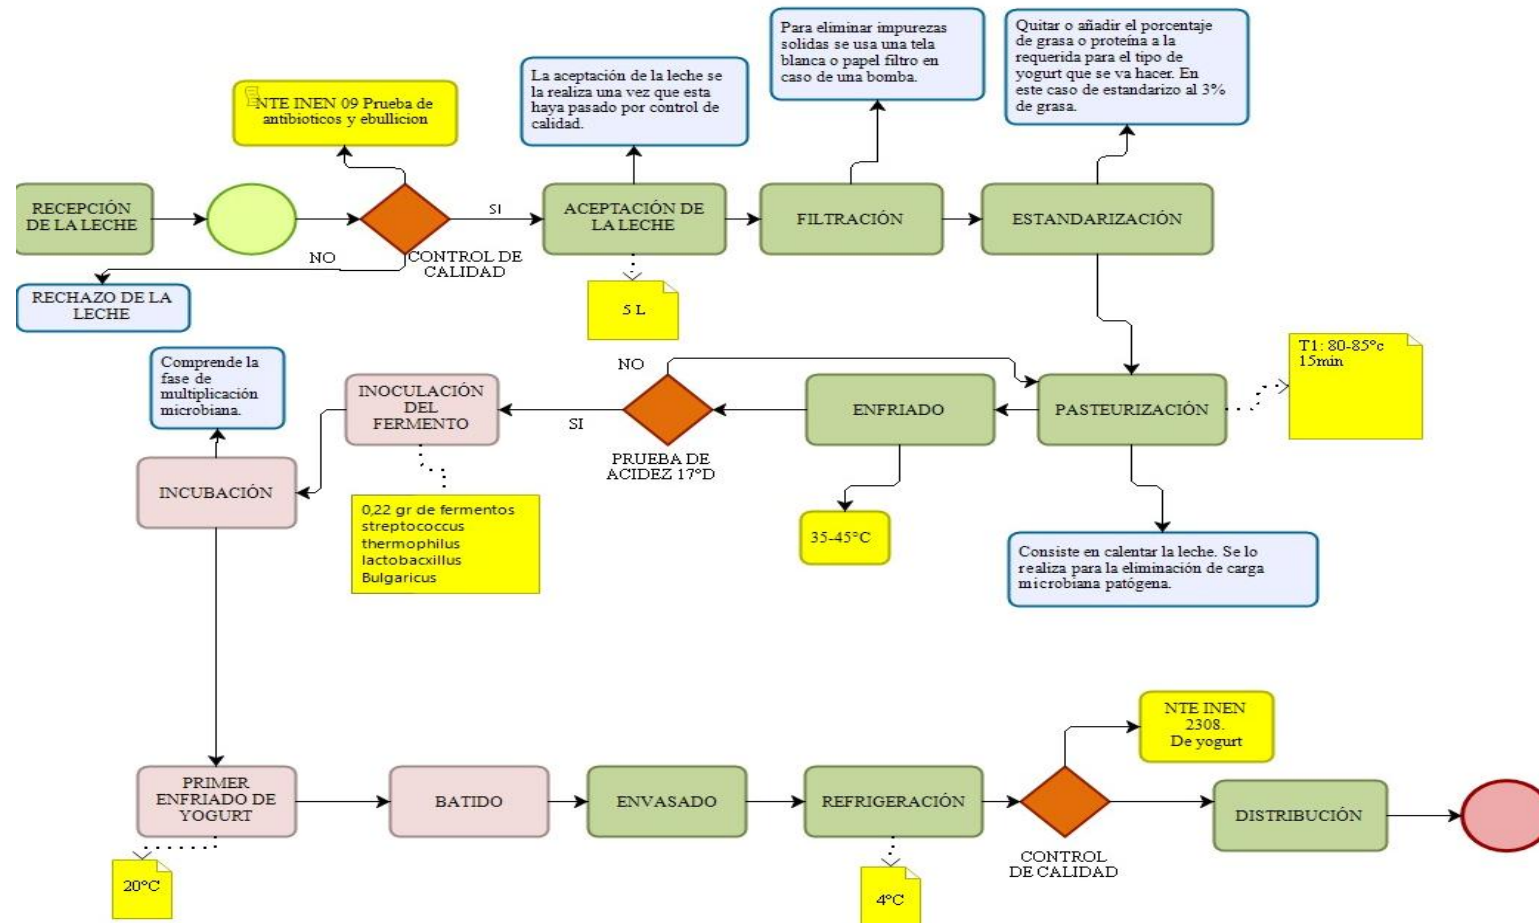 Para eliminar impurezas
solidas se usa una tela
blanca o papel filtro en
caso de una bomba.
Quitar o añadir el porcentaje
de grasa o proteína a la
requerida para el tipo de
yogurt que se va hacer. En
este caso de estandarizo al 3%
de grasa.
La aceptación de la leche se
la realiza una vez que esta
haya pasado por control de
calidad.
NTE INEN 09 Prueba de
antibioticos y ebullicion
RECEPCIÓN
DE LA LECHE
SI
NO
CONTROL DE
CALIDAD
ACEPTACIÓN DE
LA LECHE
FILTRACIÓN
ESTANDARIZACIÓN
RECHAZO DE LA
LECHE
5 L
T1: 80-85°c
15min
PASTEURIZACIÓN
ENFRIADO
NO
SI
PRUEBA DE
ACIDEZ 17°D
INOCULACIÓN
DEL
FERMENTO
Comprende la
fase de
multiplicación
microbiana.
INCUBACIÓN
0,22 gr de fermentos
streptococcus
thermophilus
lactobacxillus
Bulgaricus
35-45°C
Consiste en calentar la leche. Se lo
realiza para la eliminación de carga
microbiana patógena.
PRIMER
ENFRIADO DE
YOGURT
20°C
BATIDO
ENVASADO
REFRIGERACIÓN
4°C
CONTROL
DE CALIDAD
NTE INEN
2308.
De yogurt
DISTRIBUCIÓN